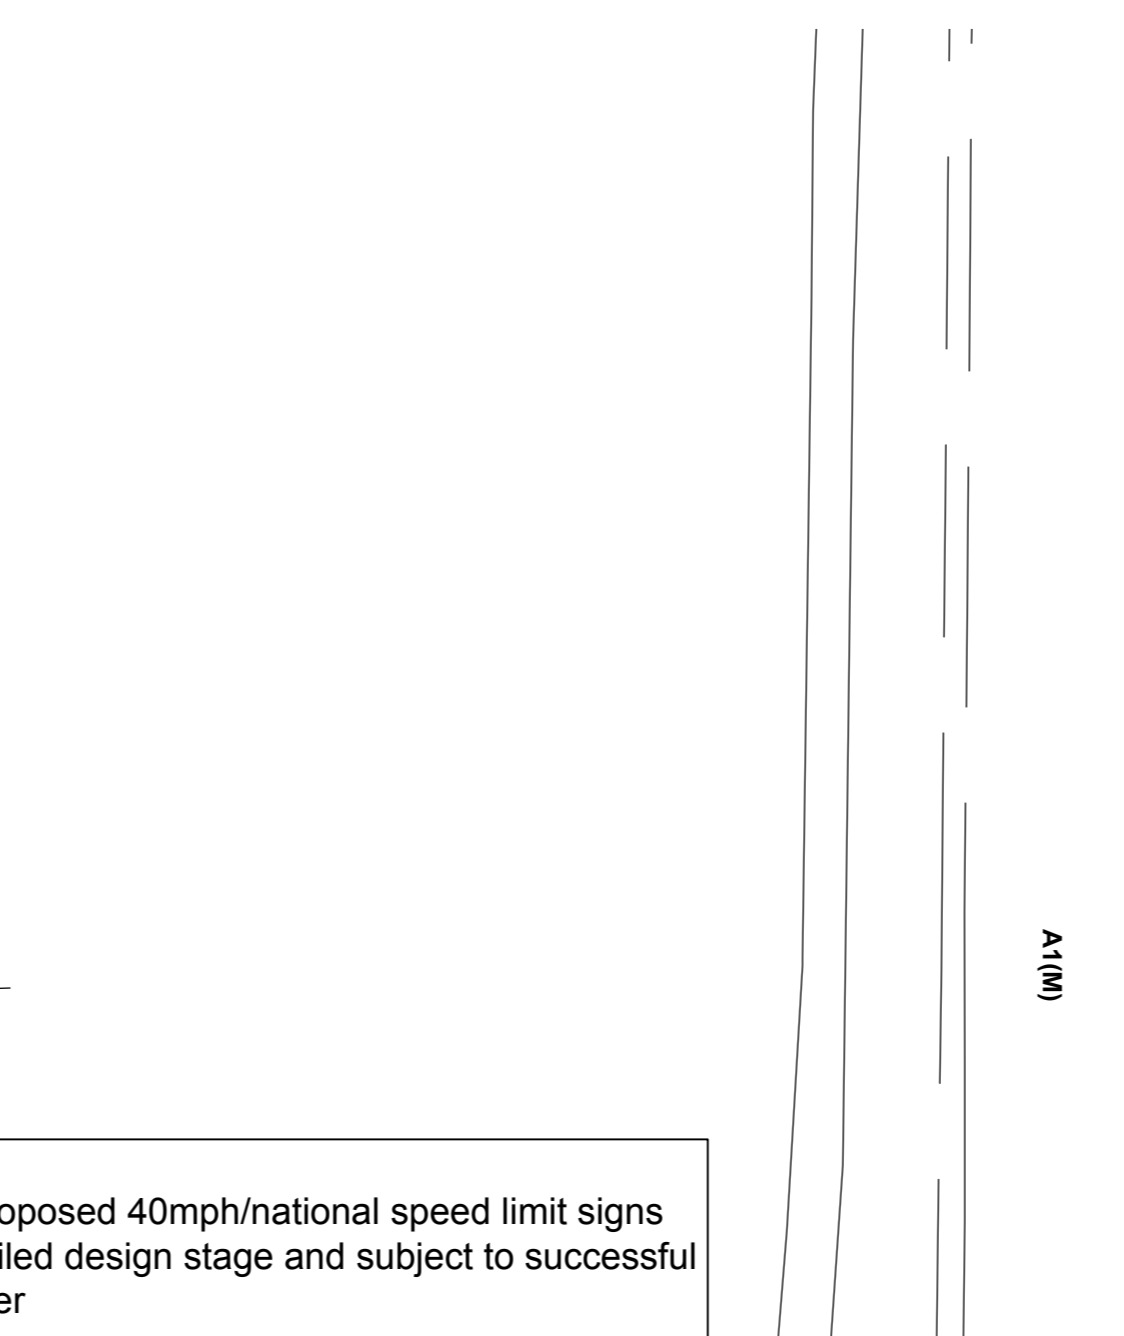 A1(M)
oposed 40mph/national speed limit signs
iled design stage and subject to successful
er